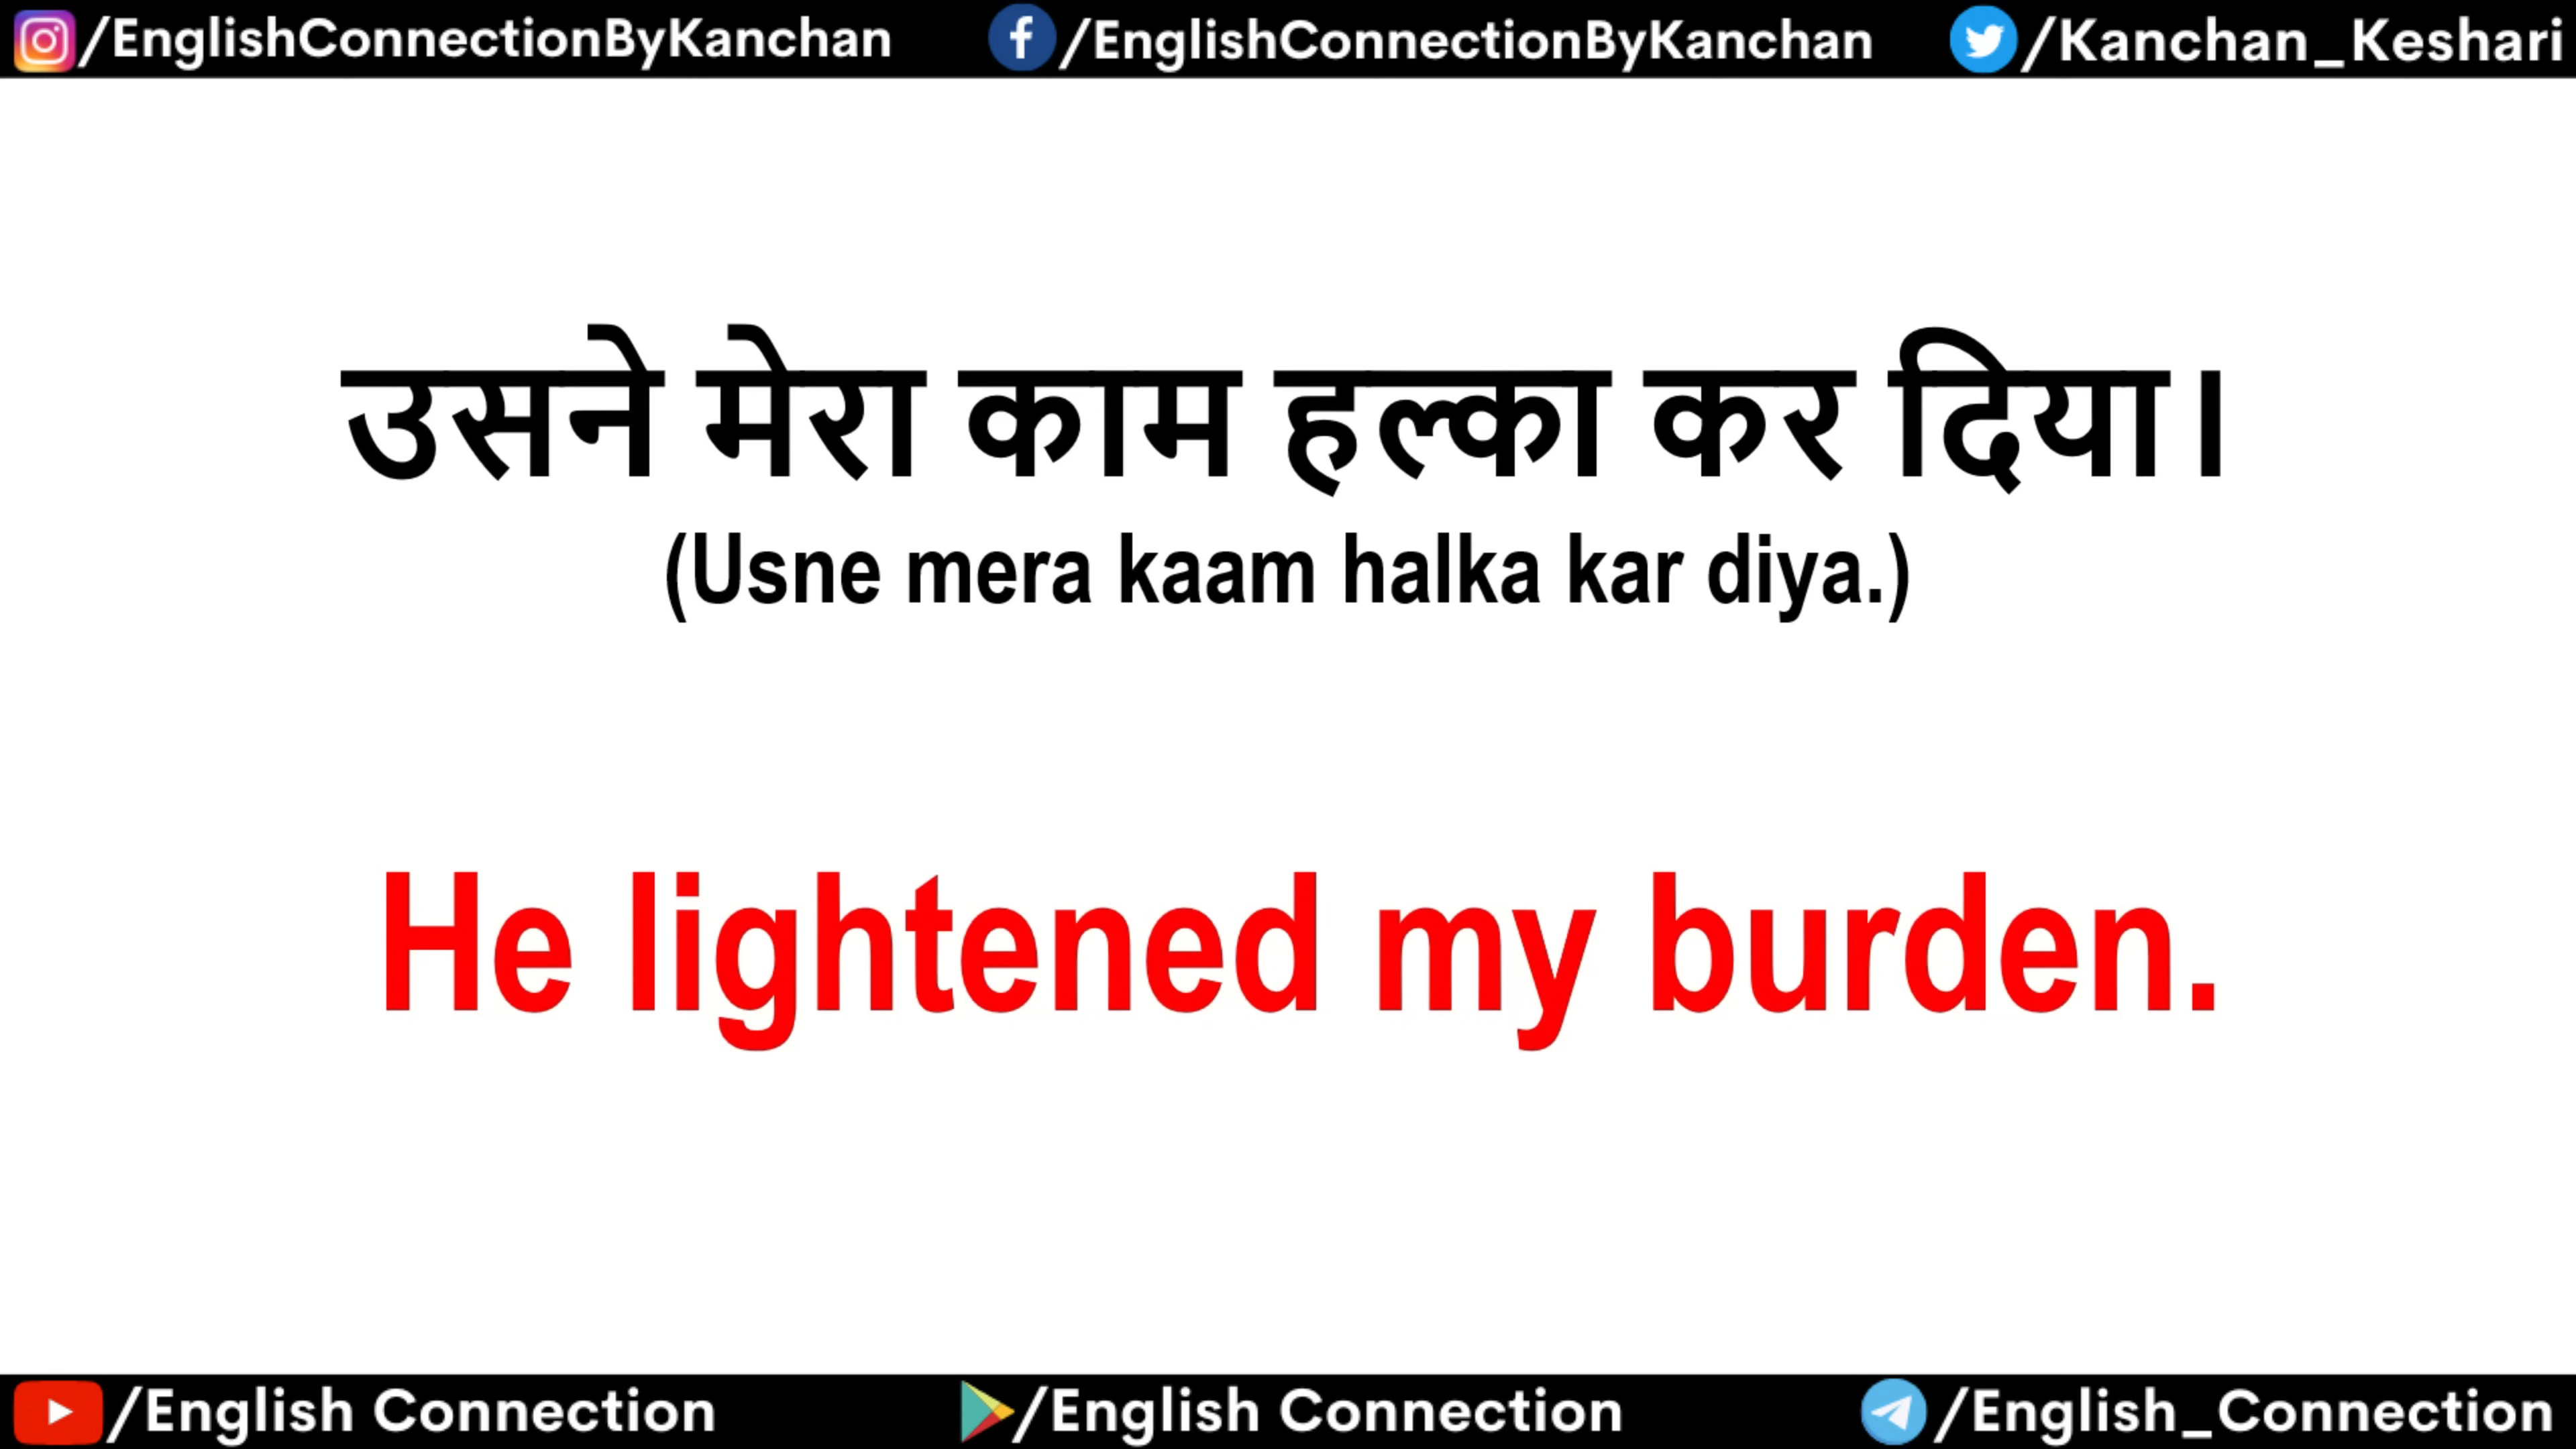 /EnglishConnectionByKanchan /EnglishConnectionByKanchan /Kanchan_Keshari
उसने मेरा काम हल्का कर दिया।
(Usne mera kaam halka kar diya.)
He lightened my burden.
/English Connection /English Connection /English_Connection